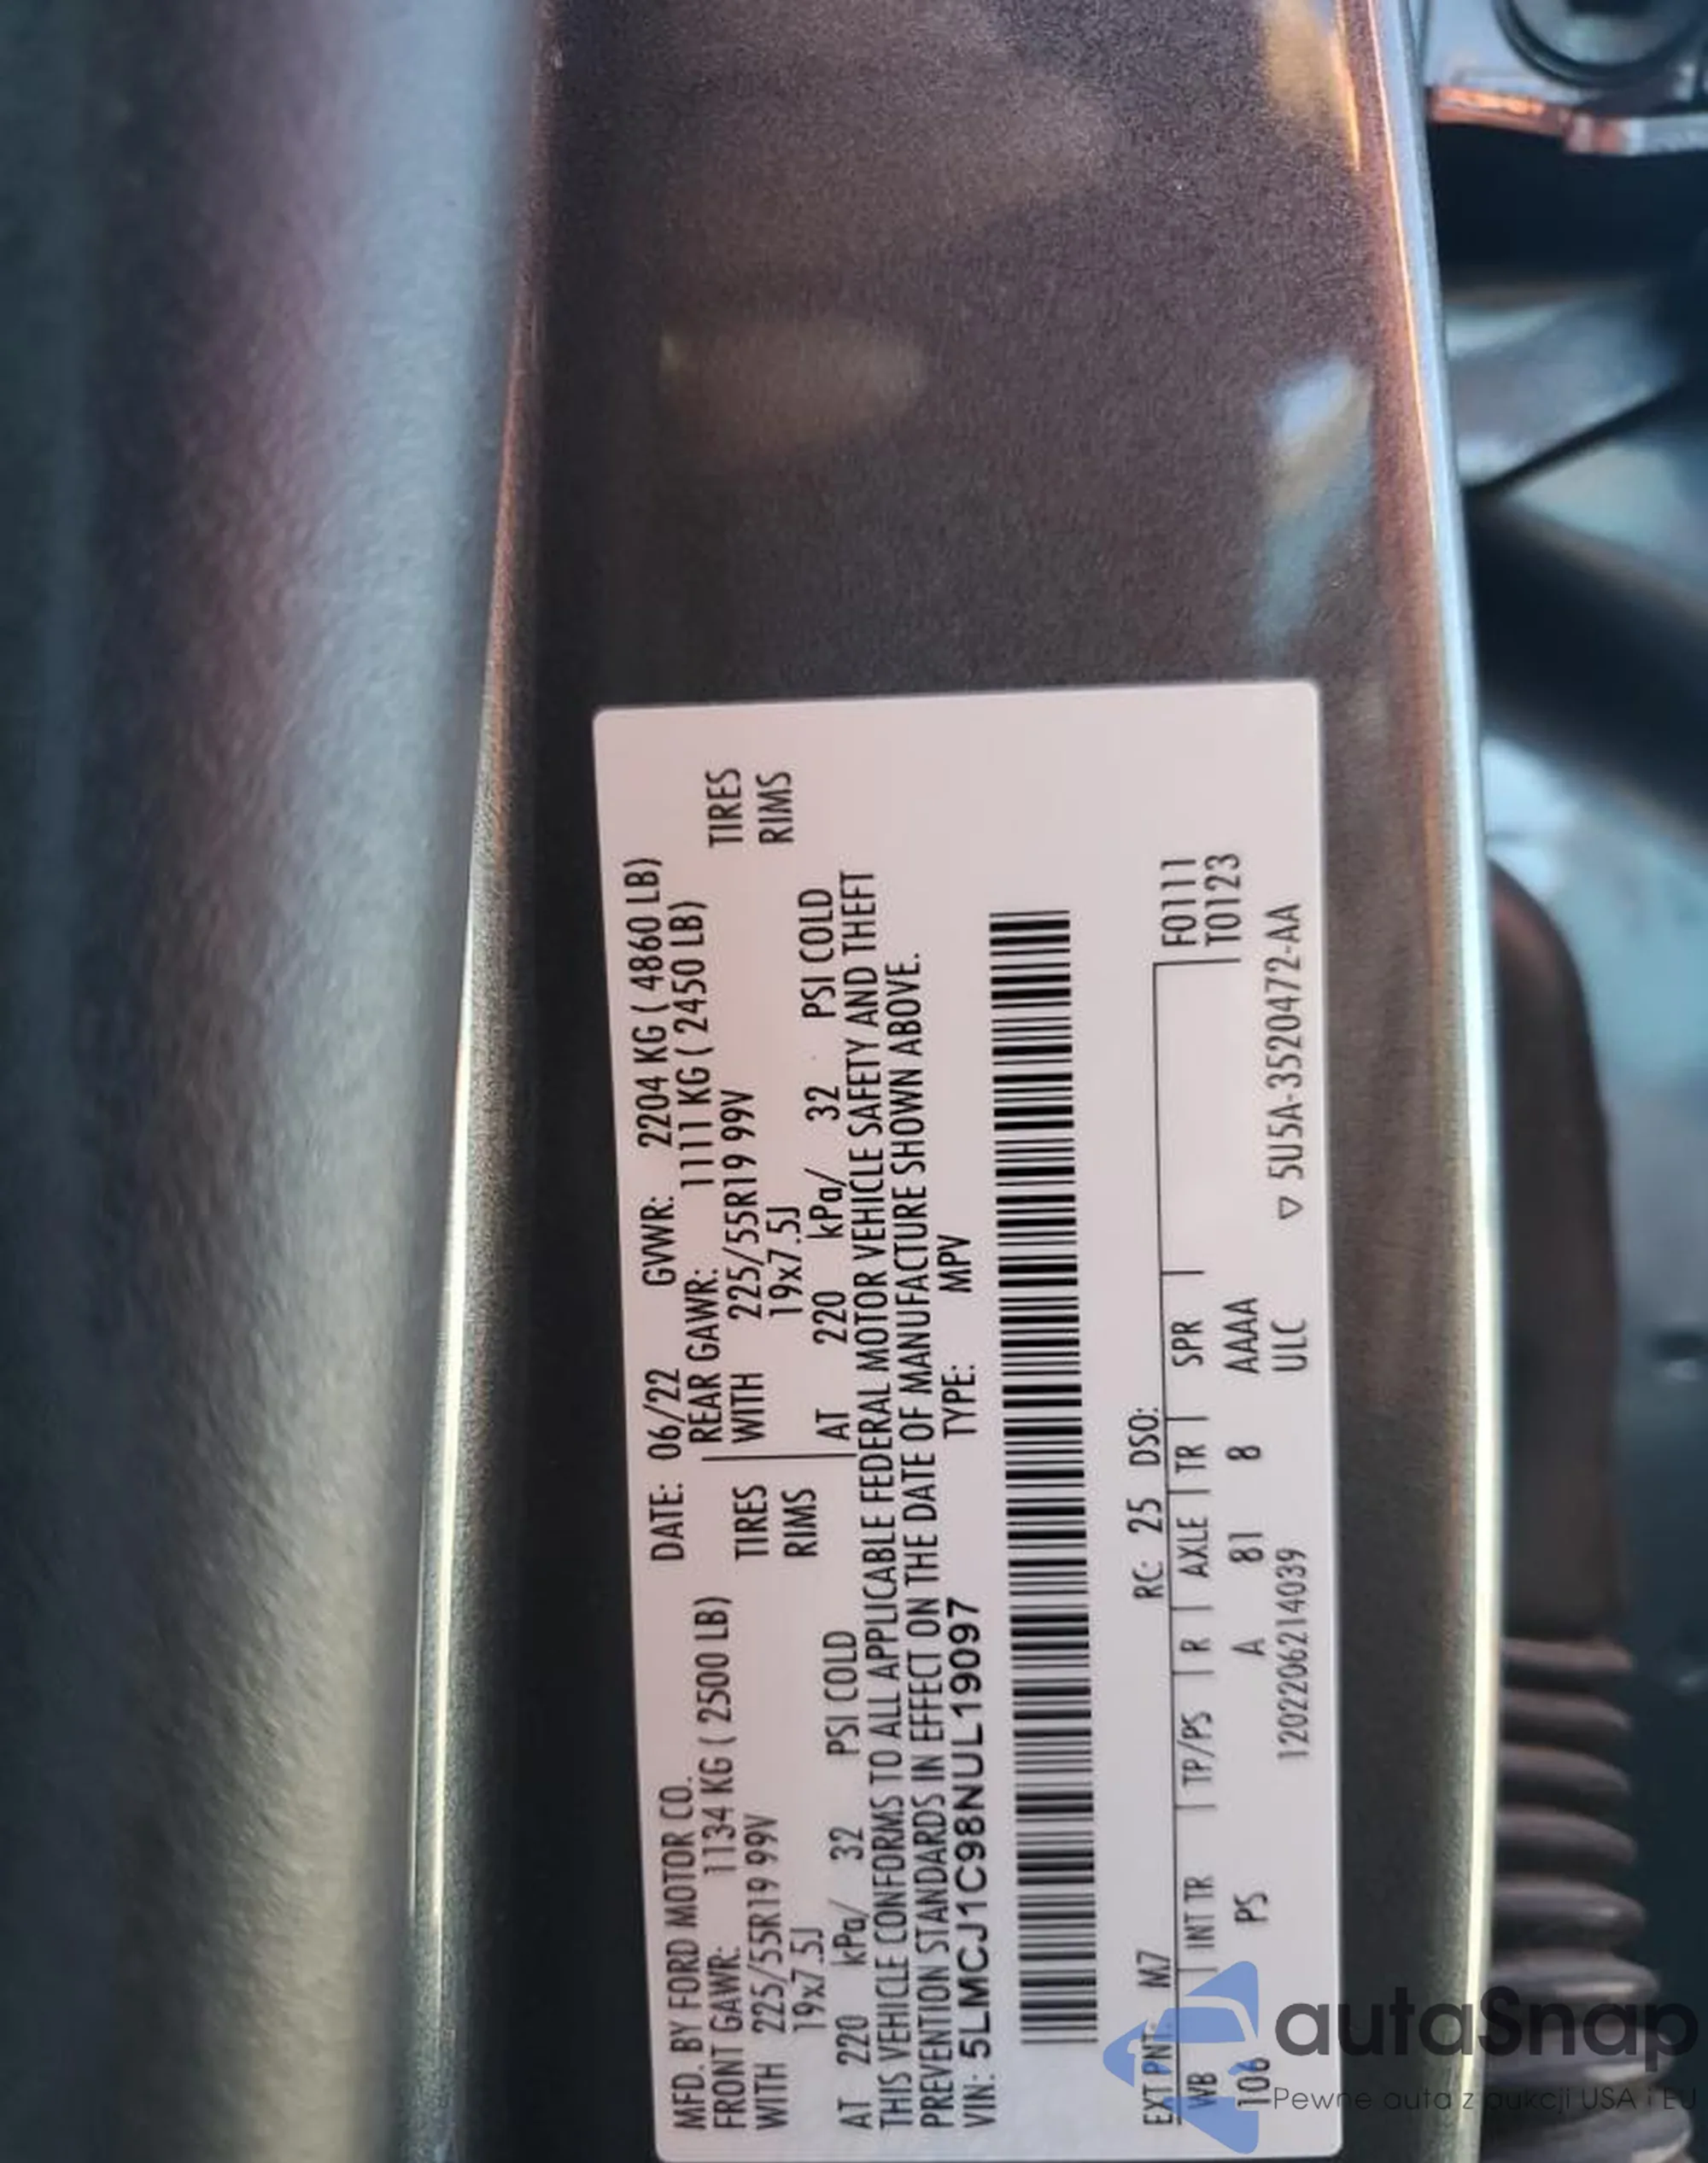 MFD. BY FORD MOTOR CO. DATE: 06/22 GVWR: 2204 KG ( 4860 LB)
FRONT GAWR: 1134 KG ( 2500 LB) REAR GAWR: 1111 KG ( 2450 LB)
WITH 225/55R19 99V TIRES WITH 225/55R19 99V TIRES
19x7.5J RIMS 19x7.5J RIMS
AT 220 kPa/ 32 PSI COLD AT 220 kPa/ 32 PSI COLD
THIS VEHICLE CONFORMS TO ALL APPLICABLE FEDERAL MOTOR VEHICLE SAFETY AND THEFT
PREVENTION STANDARDS IN EFFECT ON THE DATE OF MANUFACTURE SHOWN ABOVE.
VIN: 5LMCJ1C98NUL19097 TYPE: MPV
EXT PNT: M7 RC: 25 DSO:
WB INT TR TP/PS R AXLE TR SPR F0111
106 PS A 81 8 AAAA T0123
1202206214039 ULC ▽ 5U5A-3520472-AA
autaSnap
Pewne auta z aukcji USA i EU